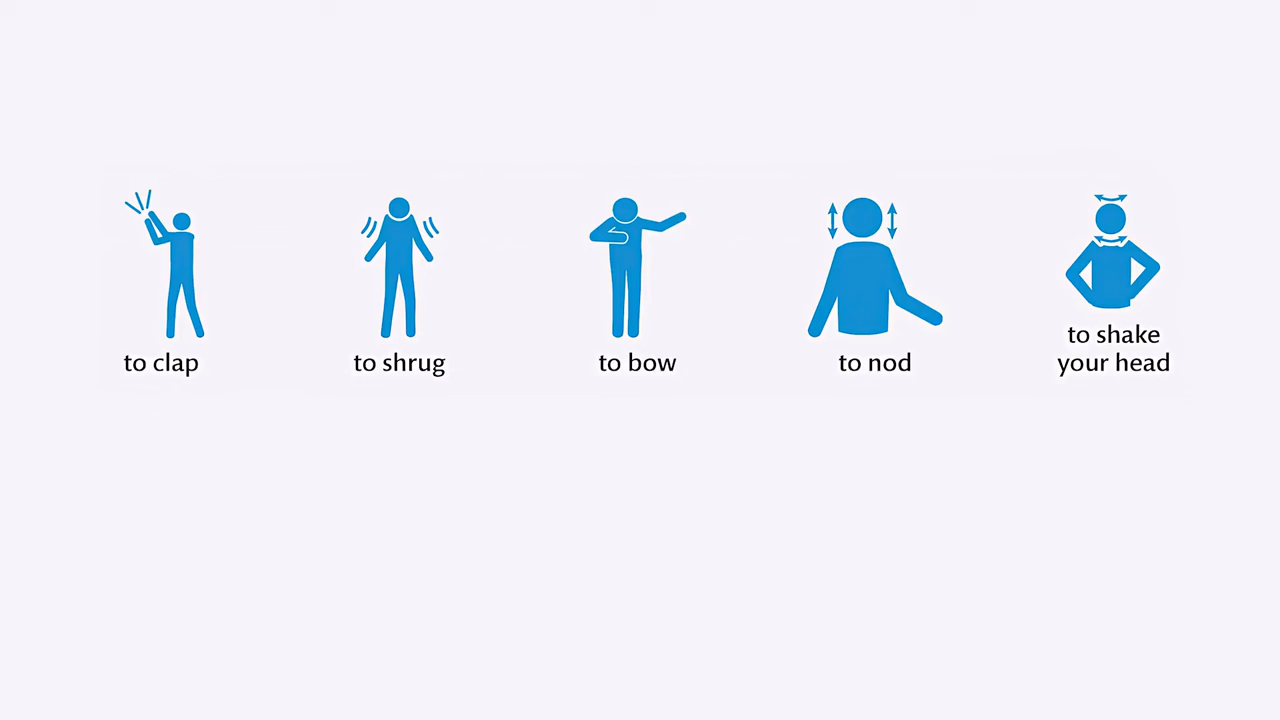 to clap
to shrug
to bow
to nod
to shake
your head